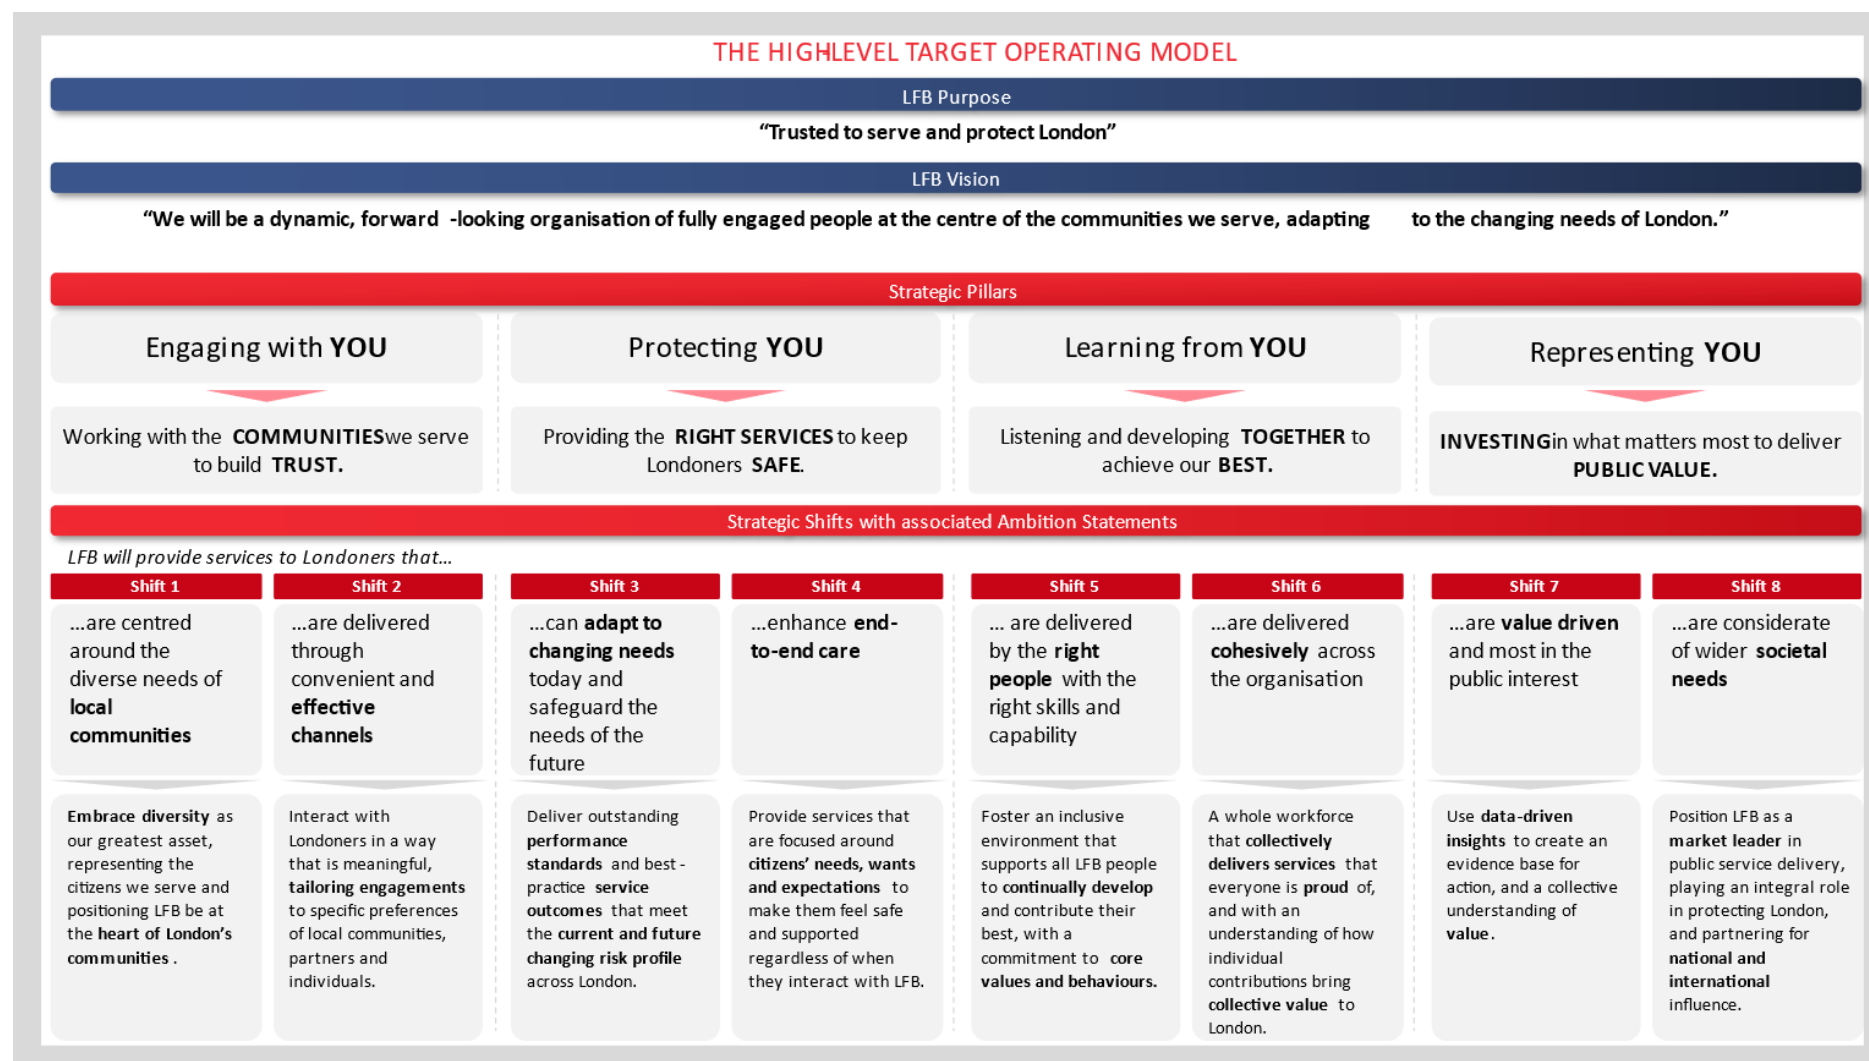 THE HIGH-LEVEL TARGET OPERATING MODEL
LFB Purpose
“Trusted to serve and protect London”
LFB Vision
“We will be a dynamic, forward -looking organisation of fully engaged people at the centre of the communities we serve, adapting to the changing needs of London.”
Strategic Pillars
Engaging with YOU
Working with the COMMUNITIES we serve
to build TRUST.
Protecting YOU
Providing the RIGHT SERVICES to keep
Londoners SAFE.
Learning from YOU
Listening and developing TOGETHER to
achieve our BEST.
Representing YOU
INVESTING in what matters most to deliver
PUBLIC VALUE.
Strategic Shifts with associated Ambition Statements
LFB will provide services to Londoners that...
Shift 1
...are centred
around the
diverse needs of
local
communities
Embrace diversity as
our greatest asset,
representing the
citizens we serve and
positioning LFB be at
the heart of London’s
communities .
Shift 2
...are delivered
through
convenient and
effective
channels
Interact with
Londoners in a way
that is meaningful,
tailoring engagements
to specific preferences
of local communities,
partners and
individuals.
Shift 3
...can adapt to
changing needs
today and
safeguard the
needs of the
future
Deliver outstanding
performance
standards and best -
practice service
outcomes that meet
the current and future
changing risk profile
across London.
Shift 4
...enhance end-
to-end care
Provide services that
are focused around
citizens’ needs, wants
and expectations to
make them feel safe
and supported
regardless of when
they interact with LFB.
Shift 5
... are delivered
by the right
people with the
right skills and
capability
Foster an inclusive
environment that
supports all LFB people
to continually develop
and contribute their
best, with a
commitment to core
values and behaviours.
Shift 6
...are delivered
cohesively across
the organisation
A whole workforce
that collectively
delivers services that
everyone is proud of,
and with an
understanding of how
individual
contributions bring
collective value to
London.
Shift 7
...are value driven
and most in the
public interest
Use data-driven
insights to create an
evidence base for
action, and a collective
understanding of
value.
Shift 8
...are considerate
of wider societal
needs
Position LFB as a
market leader in
public service delivery,
playing an integral role
in protecting London,
and partnering for
national and
international
influence.